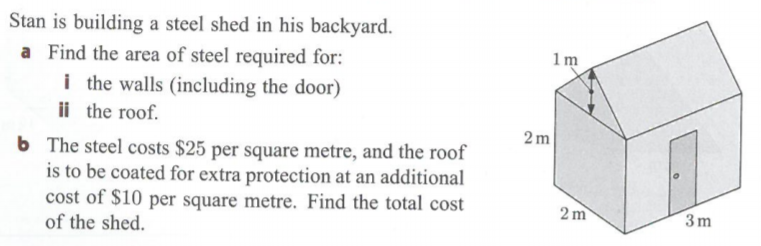 Stan is building a steel shed in his backyard.
a Find the area of steel required for:
i the walls (including the door)
ii the roof.
b The steel costs $25 per square metre, and the roof
is to be coated for extra protection at an additional
cost of $10 per square metre. Find the total cost
of the shed.
1 m
2 m
2 m
3 m